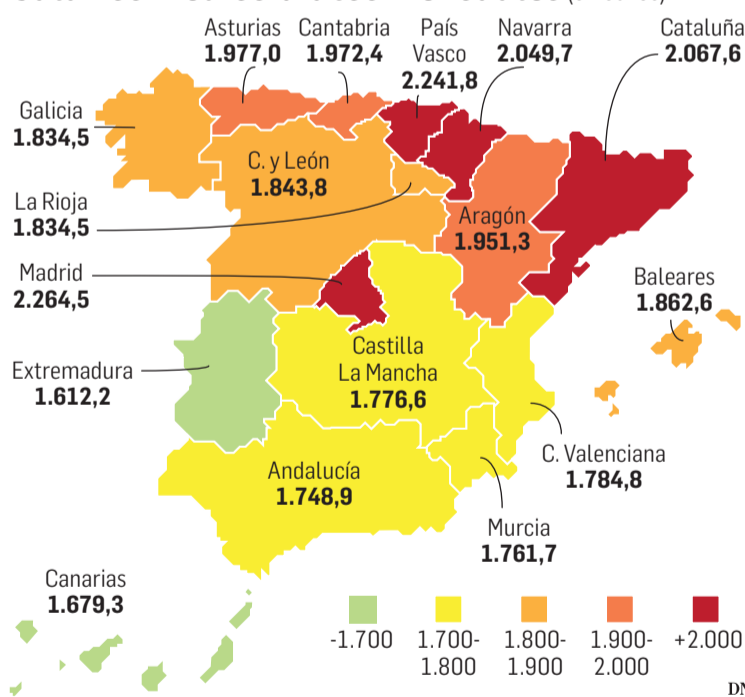 Asturias
1.977,0
Cantabria
1.972,4
País
Vasco
2.241,8
Navarra
2.049,7
Cataluña
2.067,6
Galicia
1.834,5
C. y León
1.843,8
La Rioja
1.834,5
Aragón
1.951,3
Madrid
2.264,5
Baleares
1.862,6
Extremadura
1.612,2
Castilla
La Mancha
1.776,6
C. Valenciana
1.784,8
Andalucía
1.748,9
Murcia
1.761,7
Canarias
1.679,3
-1.700
1.700-
1.800
1.800-
1.900
1.900-
2.000
+2.000